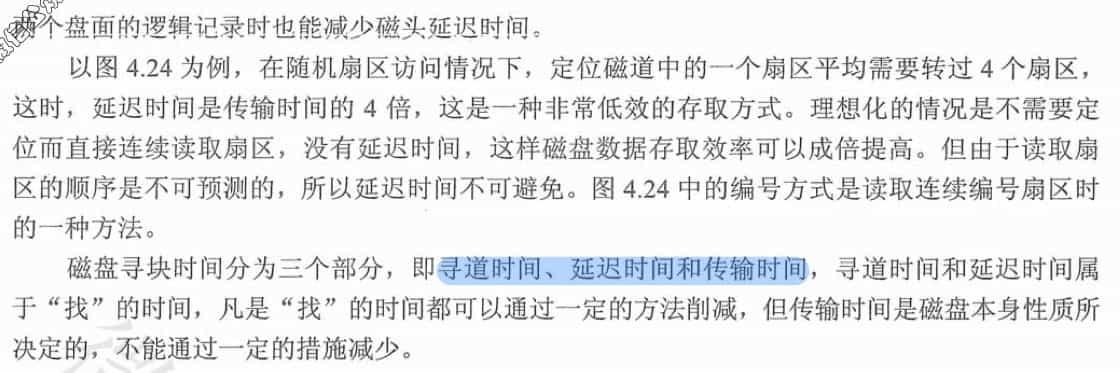 两个盘面的逻辑记录时也能减少磁头延迟时间。
以图 4.24 为例，在随机扇区访问情况下，定位磁道中的一个扇区平均需要转过 4 个扇区，
这时，延迟时间是传输时间的 4 倍，这是一种非常低效的存取方式。理想化的情况是不需要定
位而直接连续读取扇区，没有延迟时间，这样磁盘数据存取效率可以成倍提高。但由于读取扇
区的顺序是不可预测的，所以延迟时间不可避免。图 4.24 中的编号方式是读取连续编号扇区时
的一种方法。
磁盘寻块时间分为三个部分，即寻道时间、延迟时间和传输时间，寻道时间和延迟时间属
于“找”的时间，凡是“找”的时间都可以通过一定的方法削减，但传输时间是磁盘本身性质所
决定的，不能通过一定的措施减少。